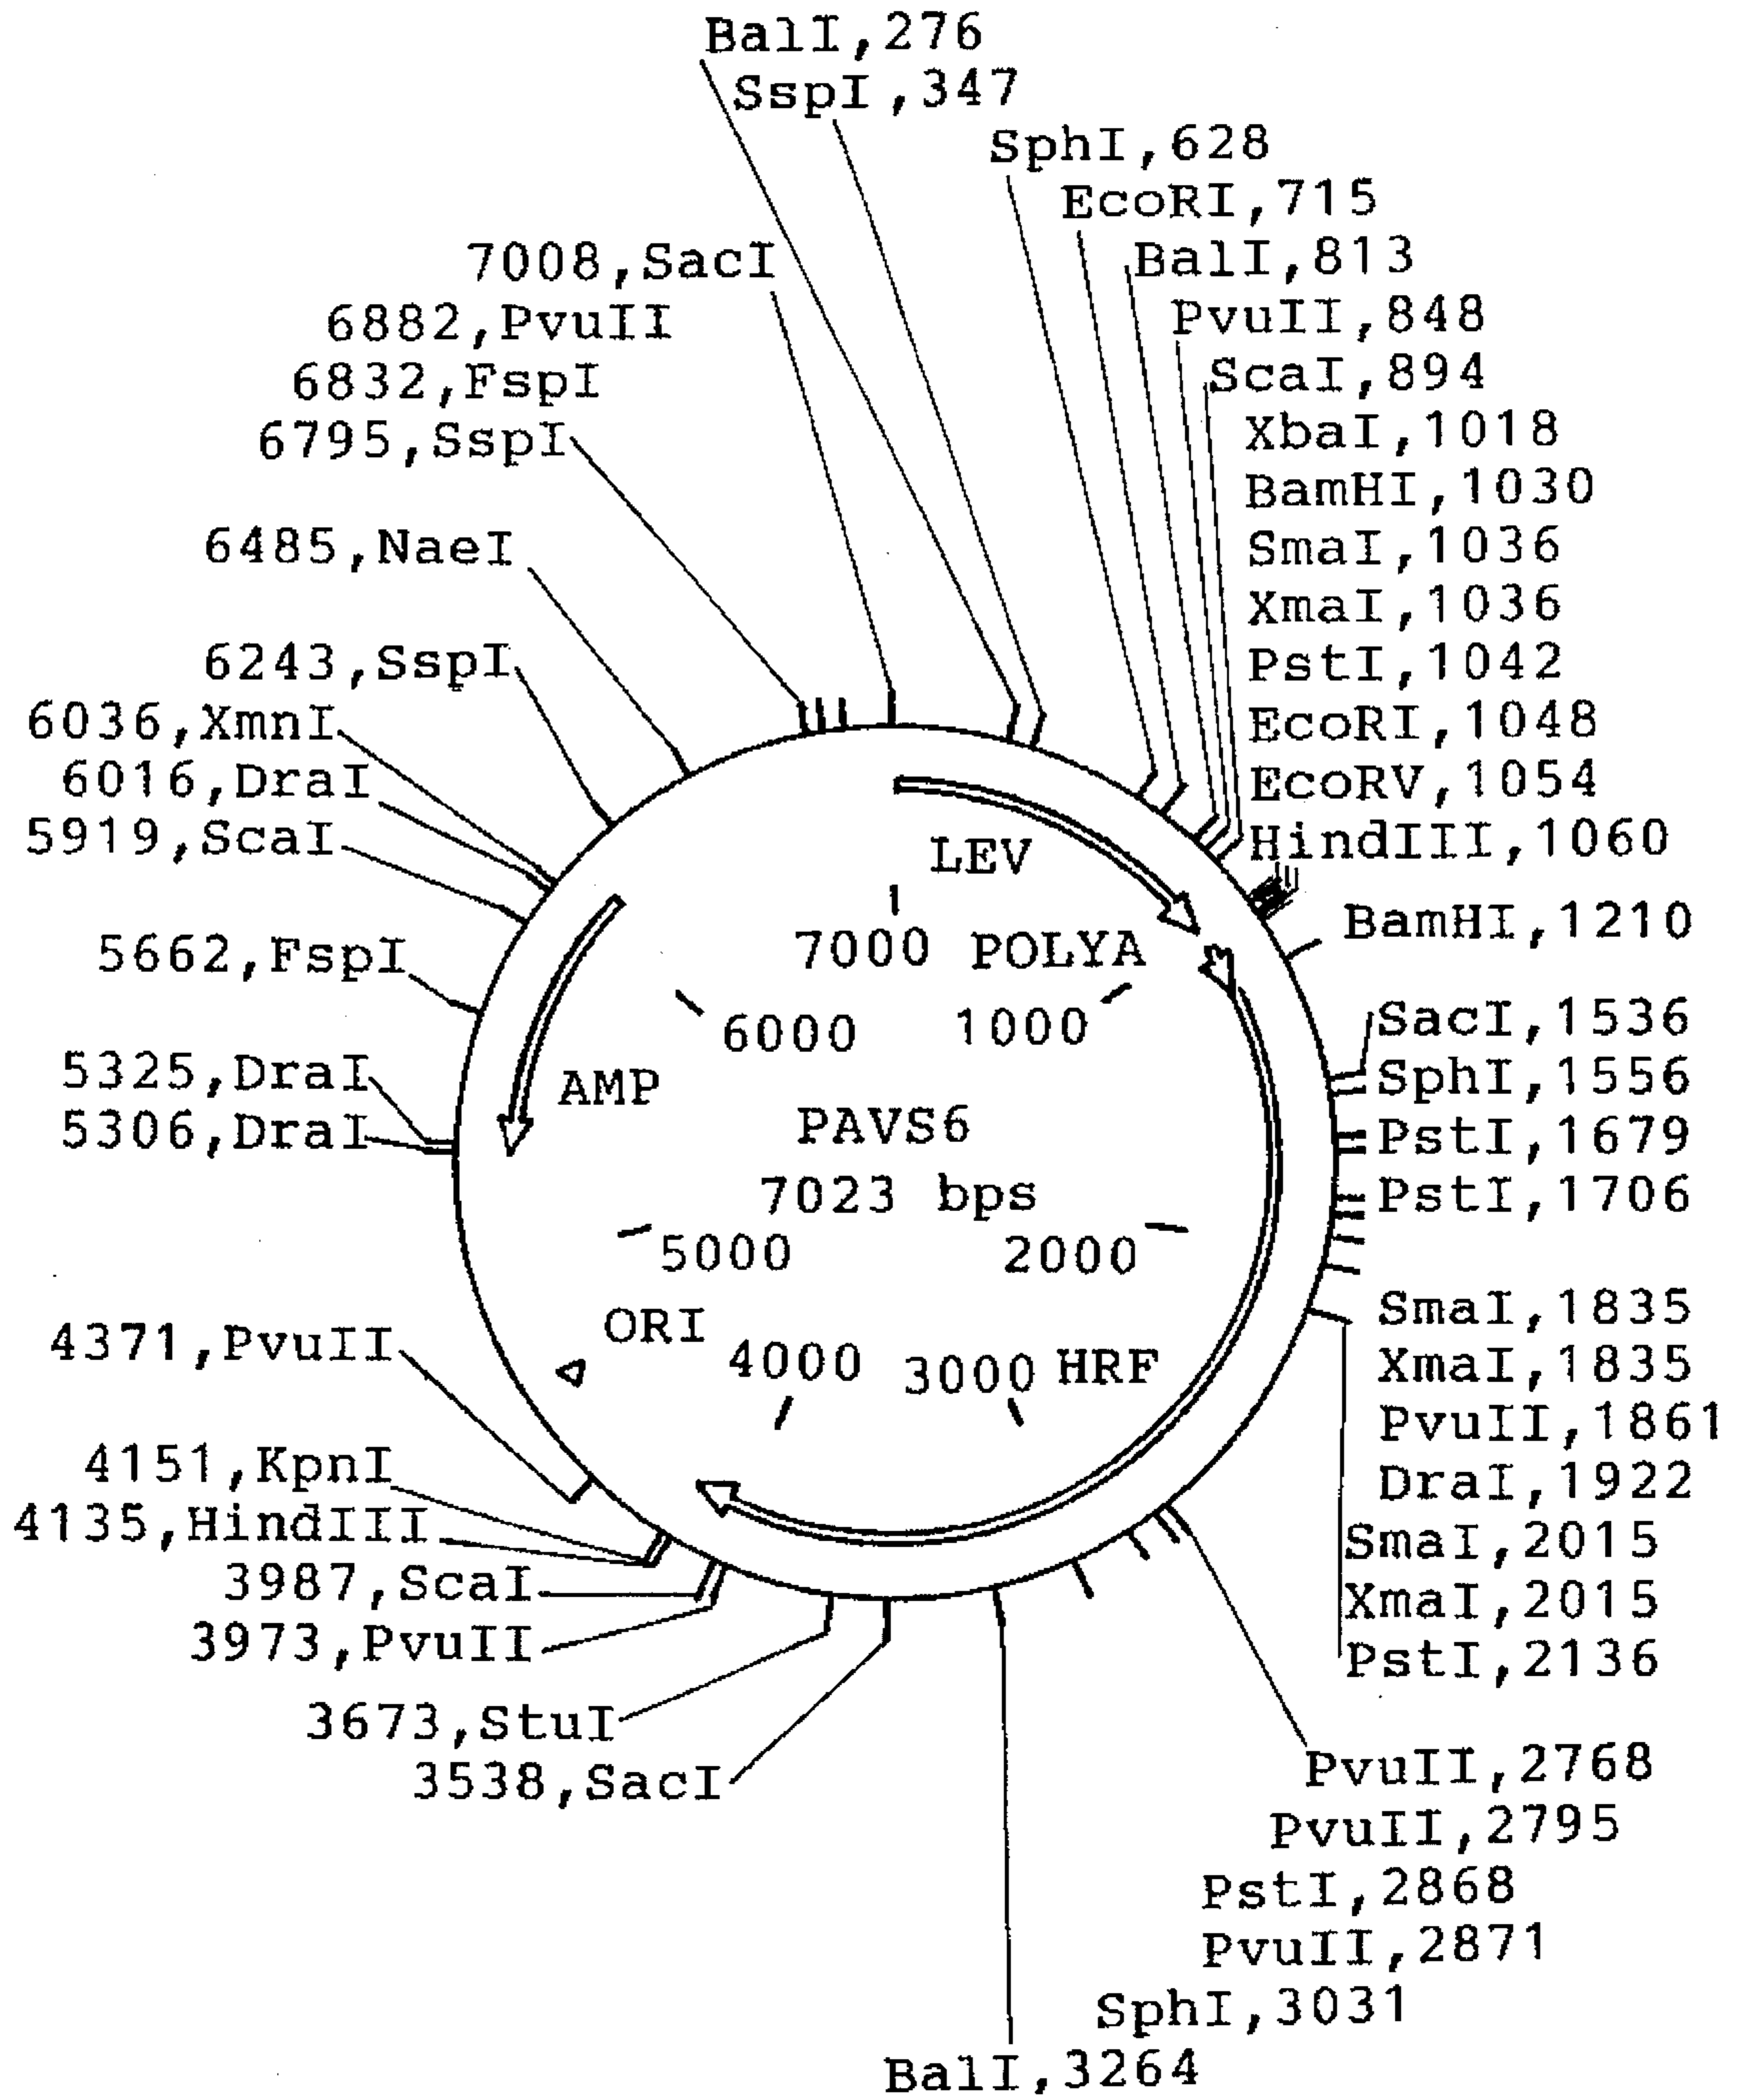 BalI,276
SspI,347
SphI,628
EcoRI,715
BalI,813
PvuII,848
ScaI,894
XbaI,1018
BamHI,1030
SmaI,1036
XmaI,1036
PstI,1042
EcoRI,1048
EcoRV,1054
HindIII,1060
BamHI,1210
SacI,1536
SphI,1556
PstI,1679
PstI,1706
SmaI,1835
XmaI,1835
PvuII,1861
DraI,1922
SmaI,2015
XmaI,2015
PstI,2136
PvuII,2768
PvuII,2795
PstI,2868
PvuII,2871
SphI,3031
BalI,3264
7008,SacI
6882,PvuII
6832,FspI
6795,SspI
6485,NaeI
6243,SspI
6036,XmnI
6016,DraI
5919,ScaI
5662,FspI
5325,DraI
5306,DraI
4371,PvuII
4151,KpnI
4135,HindIII
3987,ScaI
3973,PvuII
3673,StuI
3538,SacI
LEV
7000
POLYA
6000
1000
AMP
PAVS6
7023 bps
5000
2000
ORI
4000
3000
HRF